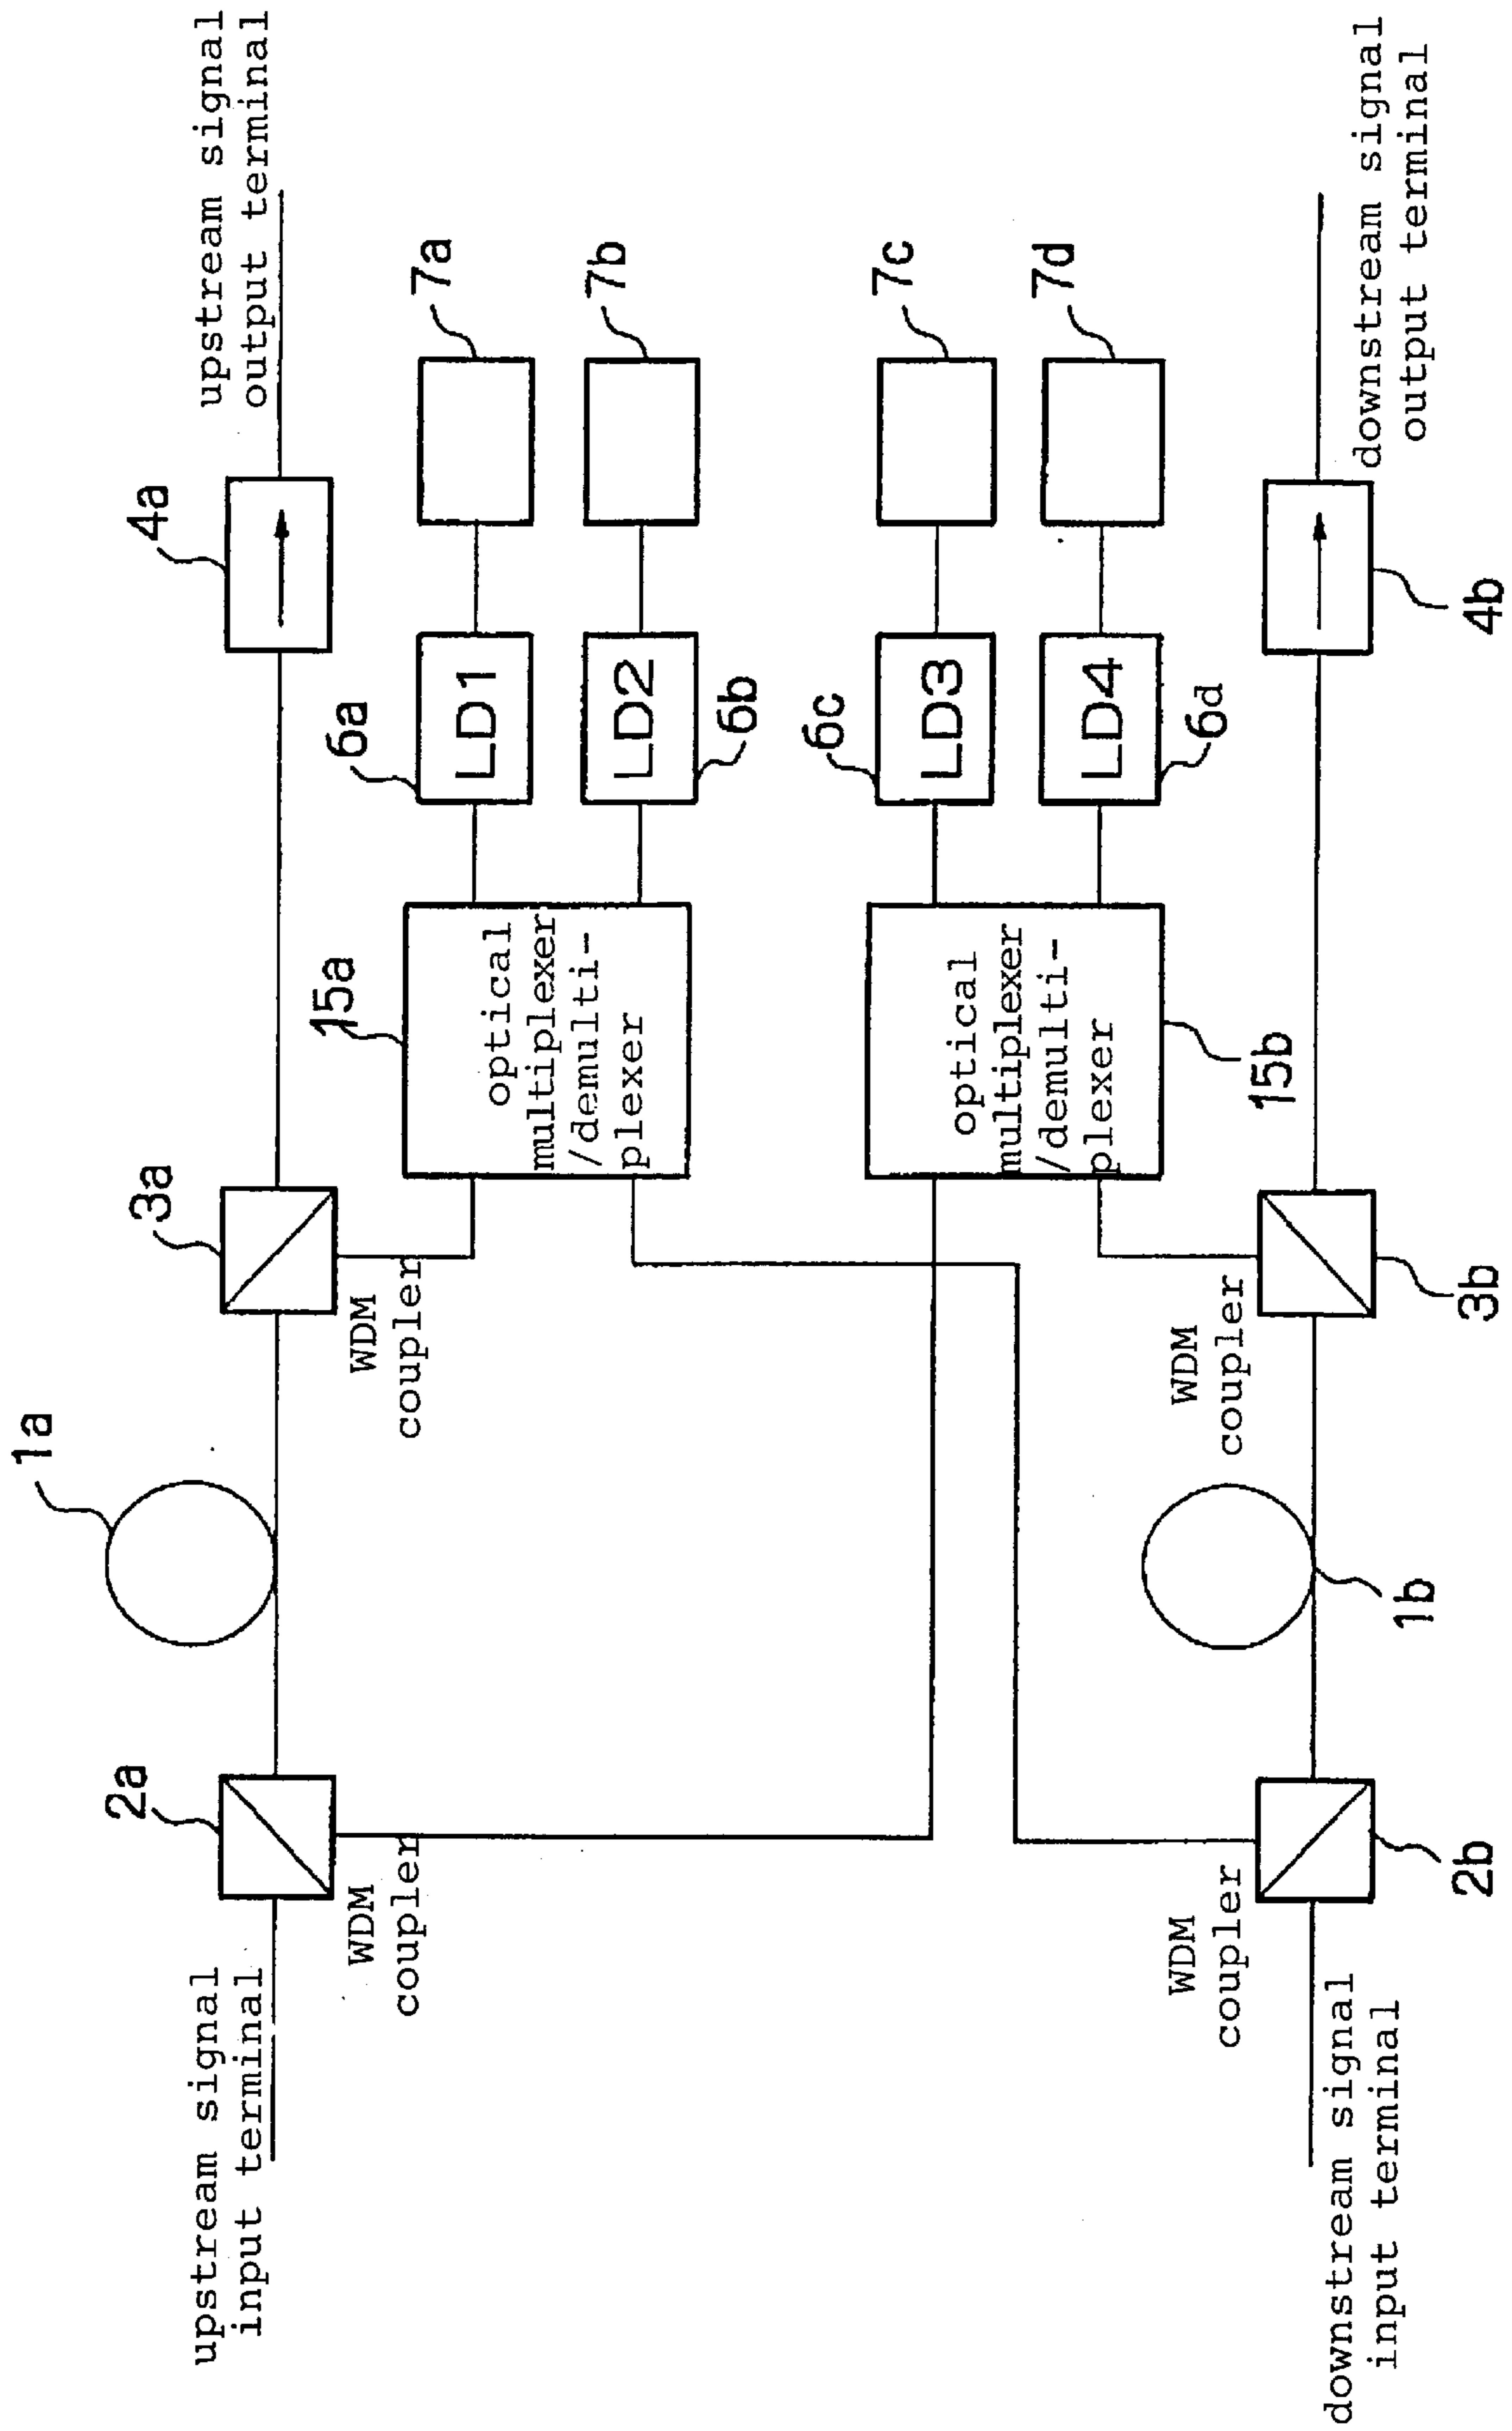 upstream signal
input terminal
2a
WDM
coupler
1a
3a
WDM
coupler
4a
upstream signal
output terminal
15a
optical
multiplexer
/demulti-
plexer
6a
LD1
7a
LD2
6b
7b
optical
multiplexer
/demulti-
plexer
15b
6c
LD3
7c
LD4
6d
7d
downstream signal
input terminal
WDM
coupler
2b
1b
WDM
coupler
3b
4b
downstream signal
output terminal